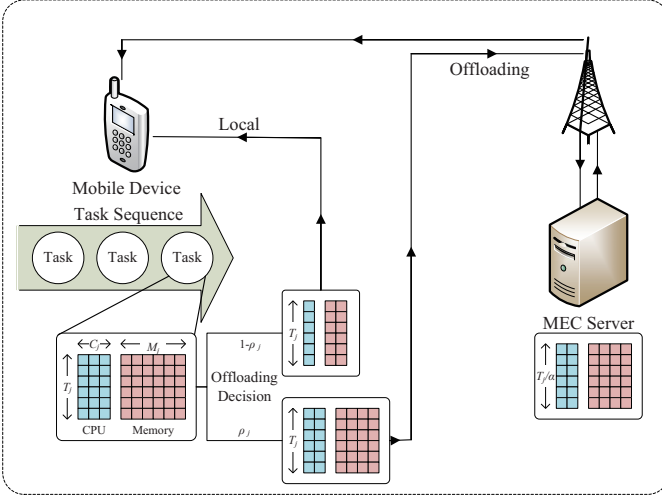 Offloading
Local
Mobile Device
Task Sequence
Task
Task
Task
MEC Server
T_j
1-ρ_j
C_j
M_j
T_j
Offloading
Decision
T_j/α
CPU
Memory
ρ_j
T_j